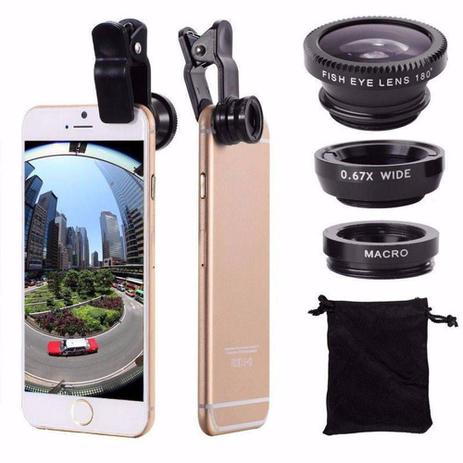 FISH EYE LENS 180°
0.67X WIDE
MACRO